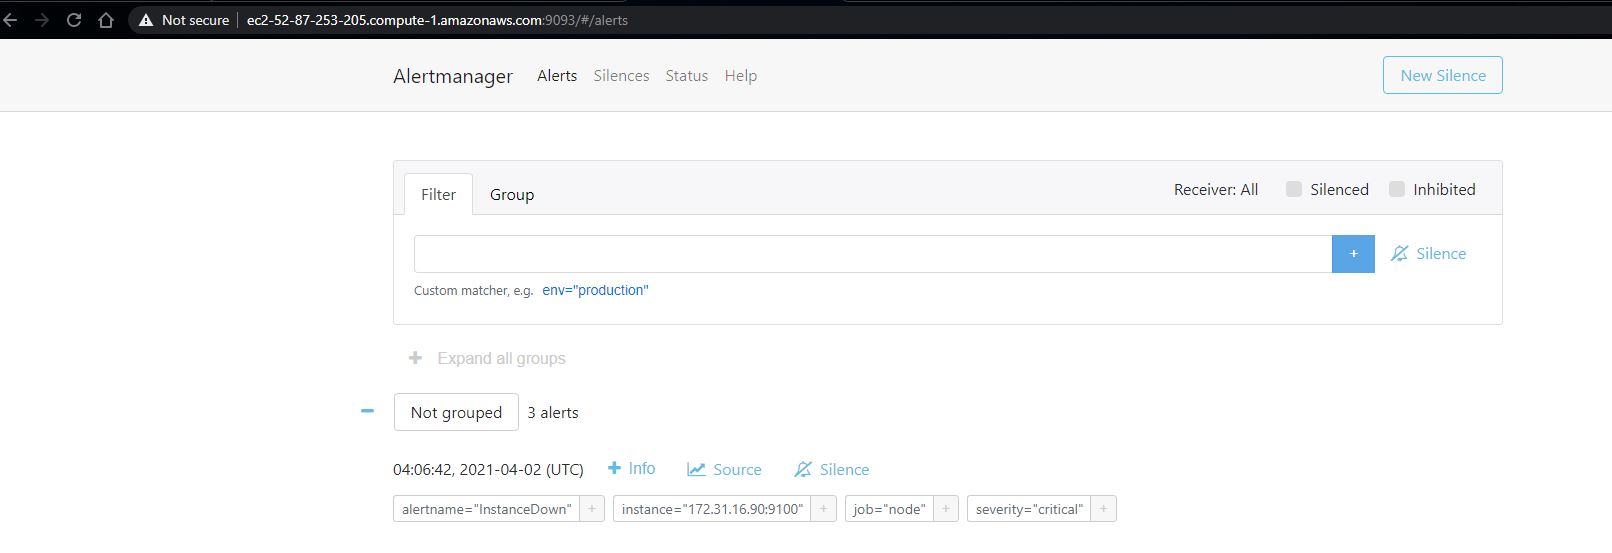 Not secure ec2-52-87-253-205.compute-1.amazonaws.com:9093/#/alerts
Alertmanager Alerts Silences Status Help New Silence
Filter Group Receiver: All Silenced Inhibited
+ Silence
Custom matcher, e.g. env="production"
+ Expand all groups
Not grouped 3 alerts
04:06:42, 2021-04-02 (UTC) + Info Source Silence
alertname="InstanceDown" + instance="172.31.16.90:9100" + job="node" + severity="critical" +